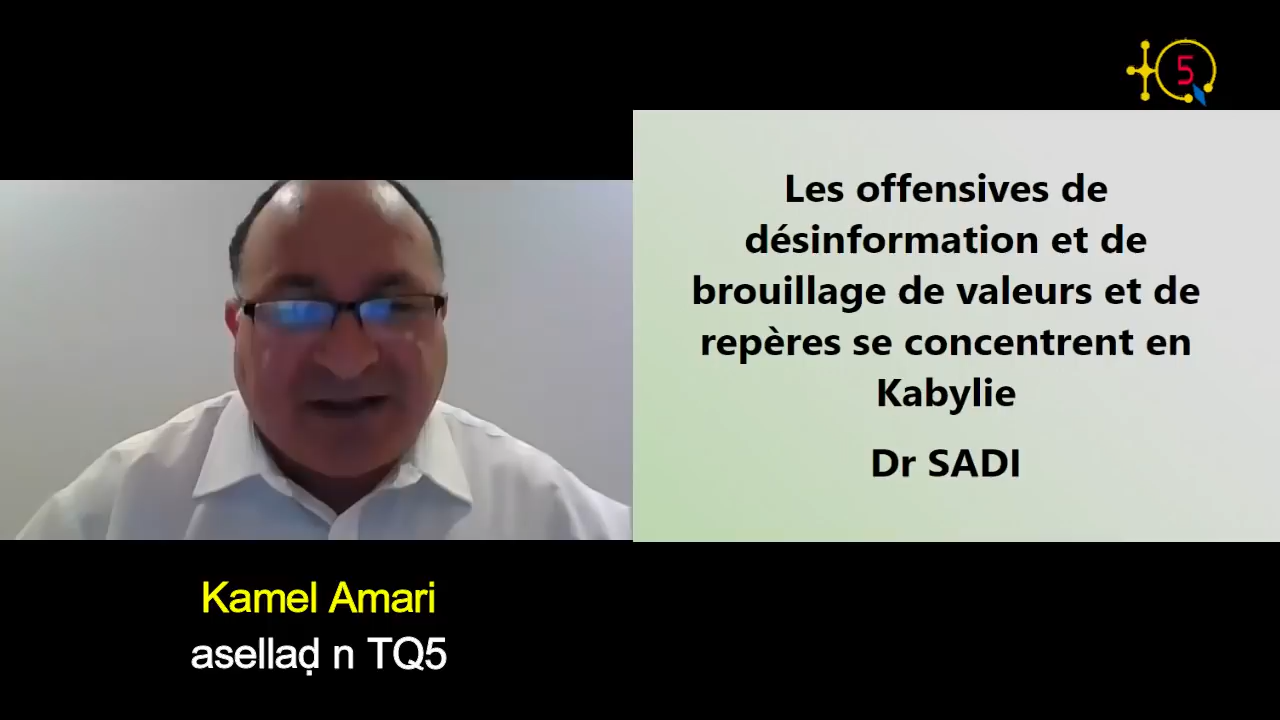 5
Les offensives de
désinformation et de
brouillage de valeurs et de
repères se concentrent en
Kabylie
Dr SADI
Kamel Amari
asellaḍ n TQ5